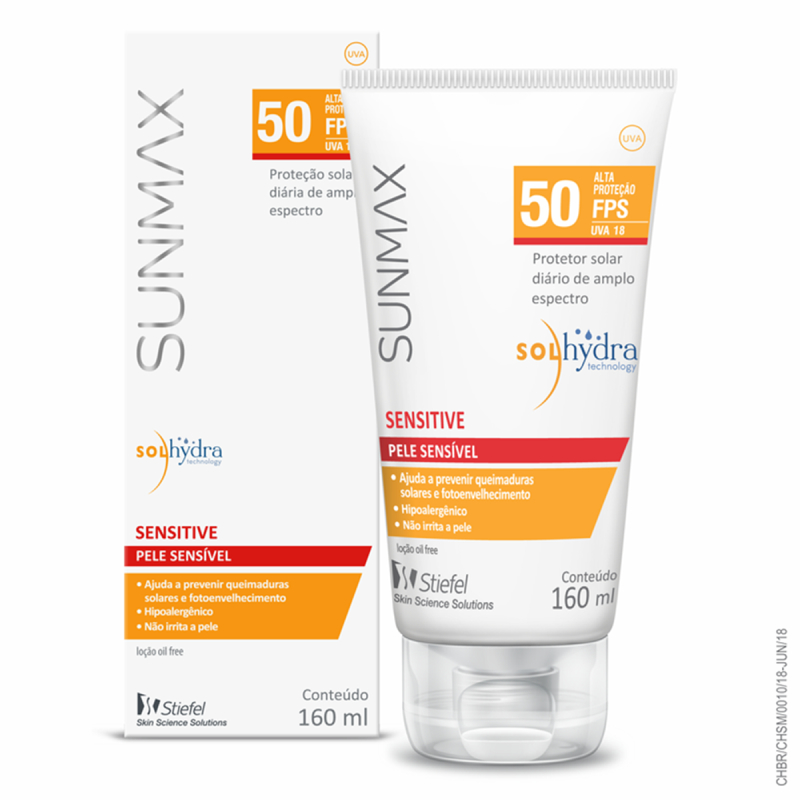 UVA
SUNMAX
50
ALTA
PROT
FPS
UVA 1
Proteção sola
diária de amplo
espectro
SOLhydra
technology
SENSITIVE
PELE SENSÍVEL
• Ajuda a prevenir queimaduras
solares e fotoenvelhecimento
• Hipoalergênico
• Não irrita a pele
loção oil free
Stiefel
Skin Science Solutions
Conteúdo
160 ml
UVA
SUNMAX
50
ALTA
PROTEÇÃO
FPS
UVA 18
Protetor solar
diário de amplo
espectro
SOLhydra
technology
SENSITIVE
PELE SENSÍVEL
• Ajuda a prevenir queimaduras
solares e fotoenvelhecimento
• Hipoalergênico
• Não irrita a pele
loção oil free
Stiefel
Skin Science Solutions
Conteúdo
160 ml
CHBR/CHSM/0010/18-JUN/18